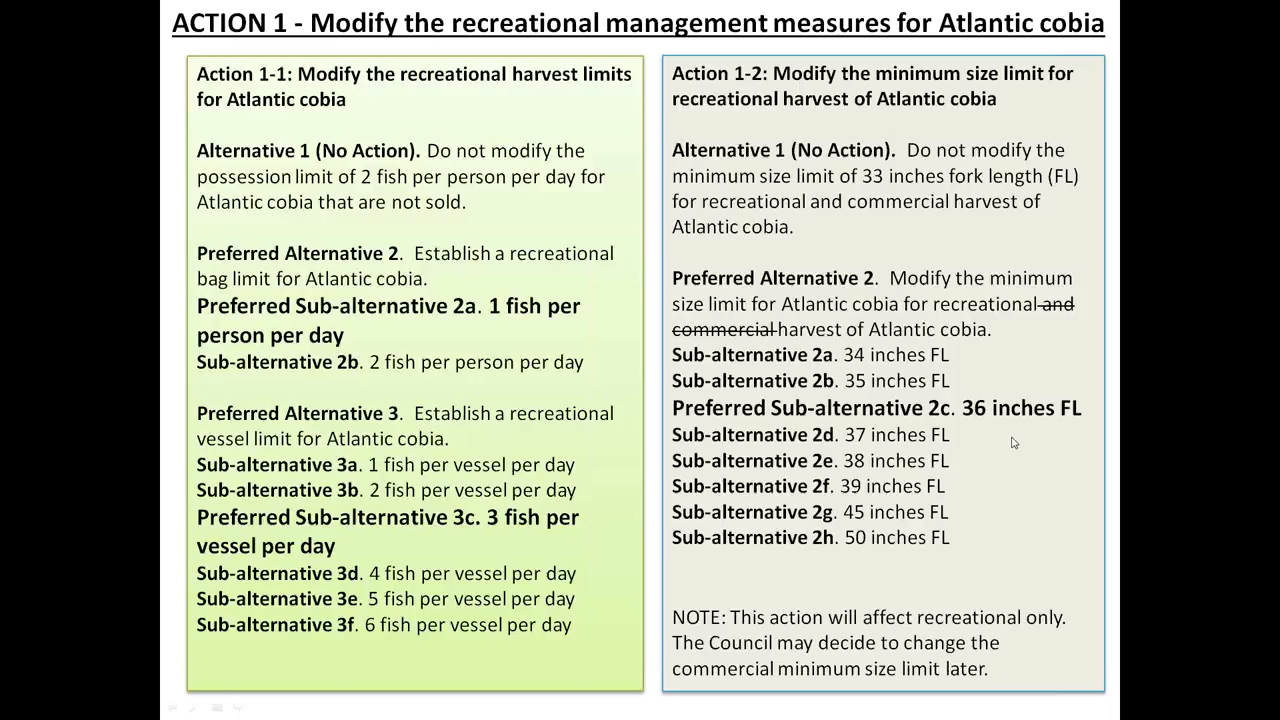 ACTION 1 - Modify the recreational management measures for Atlantic cobia
Action 1-1: Modify the recreational harvest limits
for Atlantic cobia
Alternative 1 (No Action). Do not modify the
possession limit of 2 fish per person per day for
Atlantic cobia that are not sold.
Preferred Alternative 2. Establish a recreational
bag limit for Atlantic cobia.
Preferred Sub-alternative 2a. 1 fish per
person per day
Sub-alternative 2b. 2 fish per person per day
Preferred Alternative 3. Establish a recreational
vessel limit for Atlantic cobia.
Sub-alternative 3a. 1 fish per vessel per day
Sub-alternative 3b. 2 fish per vessel per day
Preferred Sub-alternative 3c. 3 fish per
vessel per day
Sub-alternative 3d. 4 fish per vessel per day
Sub-alternative 3e. 5 fish per vessel per day
Sub-alternative 3f. 6 fish per vessel per day
Action 1-2: Modify the minimum size limit for
recreational harvest of Atlantic cobia
Alternative 1 (No Action). Do not modify the
minimum size limit of 33 inches fork length (FL)
for recreational and commercial harvest of
Atlantic cobia.
Preferred Alternative 2. Modify the minimum
size limit for Atlantic cobia for recreational and
commercial harvest of Atlantic cobia.
Sub-alternative 2a. 34 inches FL
Sub-alternative 2b. 35 inches FL
Preferred Sub-alternative 2c. 36 inches FL
Sub-alternative 2d. 37 inches FL
Sub-alternative 2e. 38 inches FL
Sub-alternative 2f. 39 inches FL
Sub-alternative 2g. 45 inches FL
Sub-alternative 2h. 50 inches FL
NOTE: This action will affect recreational only.
The Council may decide to change the
commercial minimum size limit later.